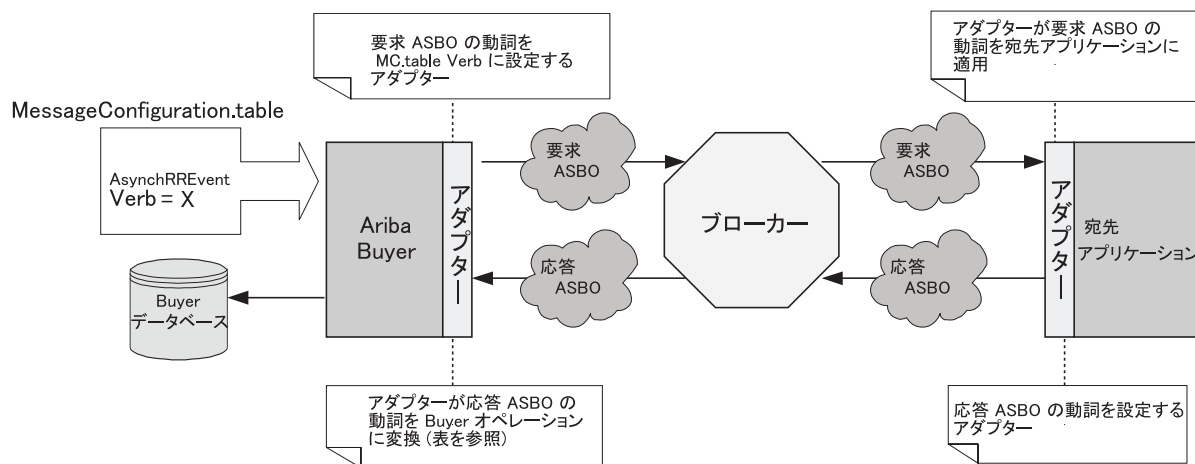 要求 ASBO の動詞を
MC.table Verb に設定する
アダプター
アダプターが要求 ASBO の
動詞を宛先アプリケーションに
適用
MessageConfiguration.table
AsynchRREvent
Verb = X
Ariba
Buyer
アダプター
要求
ASBO
ブローカー
要求
ASBO
アダプター
宛先
アプリケーション
応答
ASBO
応答
ASBO
Buyer
データベース
アダプターが応答 ASBO の
動詞を Buyer オペレーション
に変換 (表を参照)
応答 ASBO の動詞を設定する
アダプター